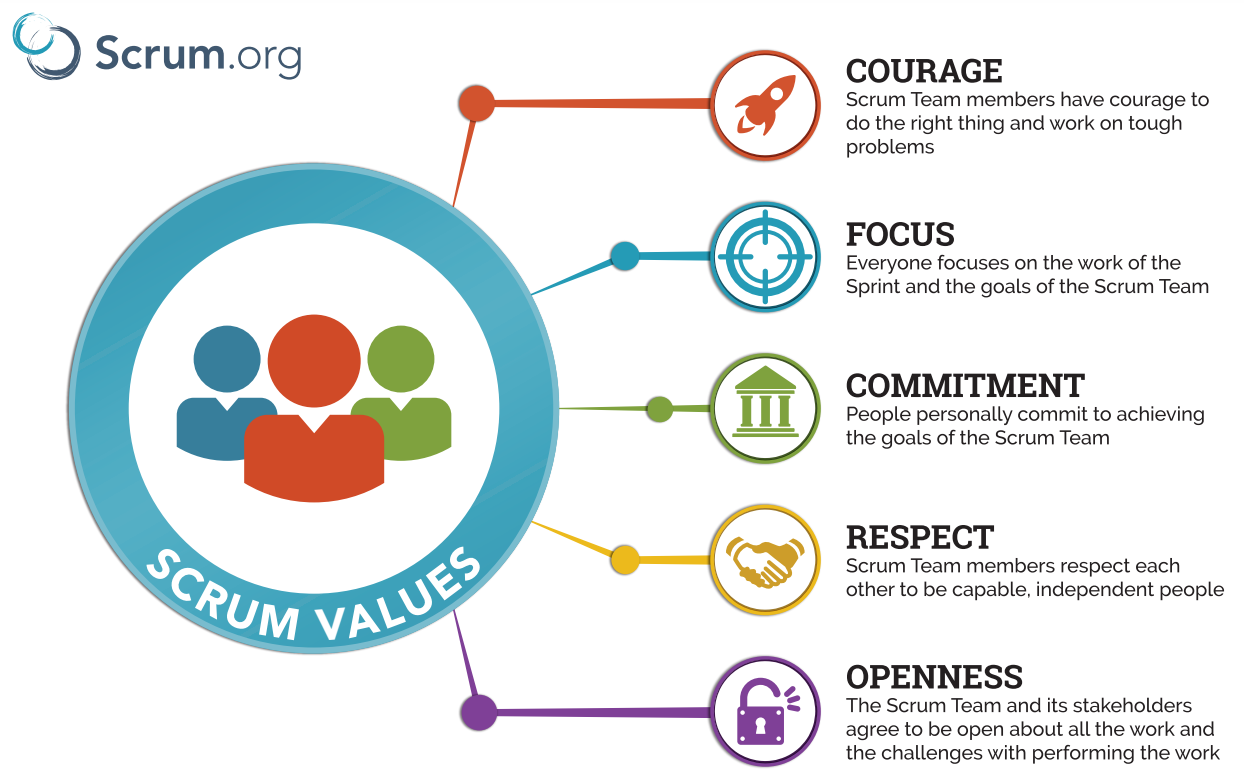 Scrum.org
SCRUM VALUES
COURAGE
Scrum Team members have courage to
do the right thing and work on tough
problems
FOCUS
Everyone focuses on the work of the
Sprint and the goals of the Scrum Team
COMMITMENT
People personally commit to achieving
the goals of the Scrum Team
RESPECT
Scrum Team members respect each
other to be capable, independent people
OPENNESS
The Scrum Team and its stakeholders
agree to be open about all the work and
the challenges with performing the work